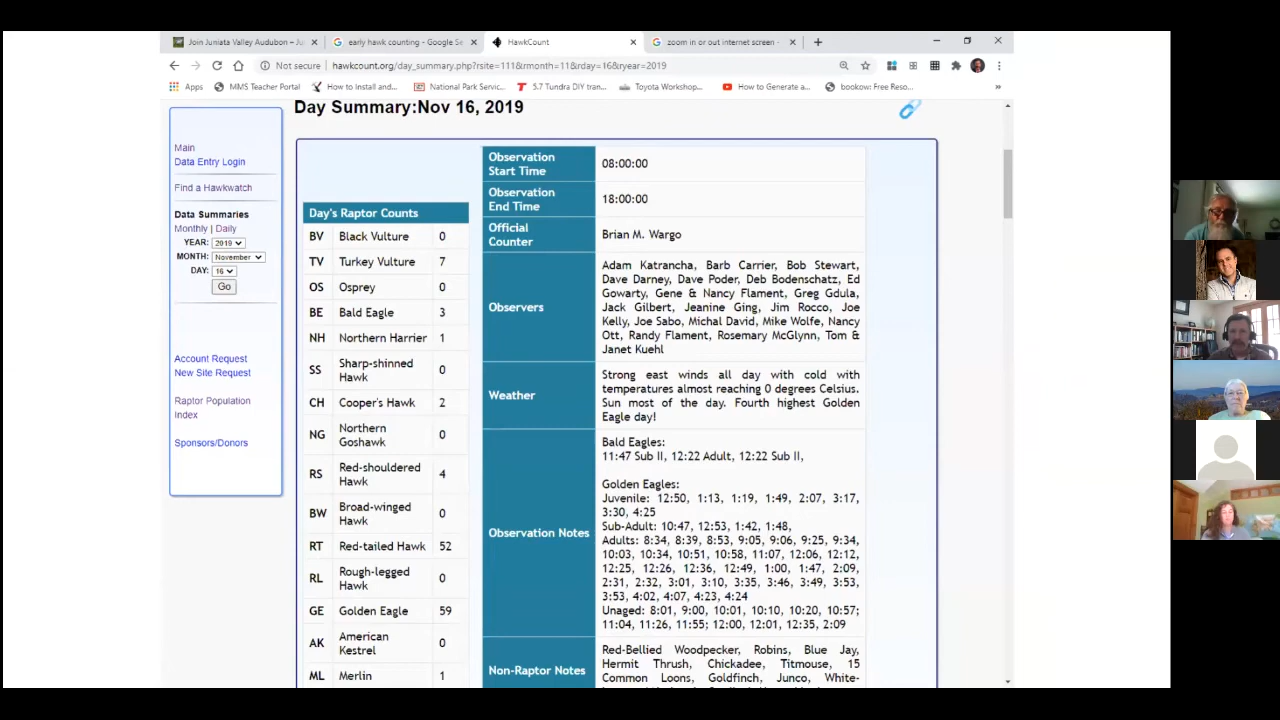 Join Juniata Valley Audubon – Ju
early hawk counting - Google Se
HawkCount
zoom in or out internet screen -
Not secure
hawkcount.org/day_summary.php?rsite=111&rmonth=11&rday=16&ryear=2019
Apps
MMS Teacher Portal
How to Install and...
National Park Servic...
5.7 Tundra DIY tran...
Toyota Workshop...
How to Generate a...
bookow: Free Reso...
»
Day Summary:Nov 16, 2019
Main
Data Entry Login
Find a Hawkwatch
Data Summaries
Monthly | Daily
YEAR: 2019
MONTH: November
DAY: 16
Go
Account Request
New Site Request
Raptor Population
Index
Sponsors/Donors
Day's Raptor Counts
BV Black Vulture 0
TV Turkey Vulture 7
OS Osprey 0
BE Bald Eagle 3
NH Northern Harrier 1
SS Sharp-shinned
Hawk 0
CH Cooper's Hawk 2
NG Northern
Goshawk 0
RS Red-shouldered
Hawk 4
BW Broad-winged
Hawk 0
RT Red-tailed Hawk 52
RL Rough-legged
Hawk 0
GE Golden Eagle 59
AK American
Kestrel 0
ML Merlin 1
Observation
Start Time
08:00:00
Observation
End Time
18:00:00
Official
Counter
Brian M. Wargo
Observers
Adam Katrancha, Barb Carrier, Bob Stewart,
Dave Darney, Dave Poder, Deb Bodenschatz, Ed
Gowarty, Gene & Nancy Flament, Greg Gdula,
Jack Gilbert, Jeanine Ging, Jim Rocco, Joe
Kelly, Joe Sabo, Michal David, Mike Wolfe, Nancy
Ott, Randy Flament, Rosemary McGlynn, Tom &
Janet Kuehl
Weather
Strong east winds all day with cold with
temperatures almost reaching 0 degrees Celsius.
Sun most of the day. Fourth highest Golden
Eagle day!
Observation Notes
Bald Eagles:
11:47 Sub II, 12:22 Adult, 12:22 Sub II,
Golden Eagles:
Juvenile: 12:50, 1:13, 1:19, 1:49, 2:07, 3:17,
3:30, 4:25
Sub-Adult: 10:47, 12:53, 1:42, 1:48,
Adults: 8:34, 8:39, 8:53, 9:05, 9:06, 9:25, 9:34,
10:03, 10:34, 10:51, 10:58, 11:07, 12:06, 12:12,
12:25, 12:26, 12:36, 12:49, 1:00, 1:47, 2:09,
2:31, 2:32, 3:01, 3:10, 3:35, 3:46, 3:49, 3:53,
3:53, 4:02, 4:07, 4:23, 4:24
Unaged: 8:01, 9:00, 10:01, 10:10, 10:20, 10:57;
11:04, 11:26, 11:55; 12:00, 12:01, 12:35, 2:09
Non-Raptor Notes
Red-Bellied Woodpecker, Robins, Blue Jay,
Hermit Thrush, Chickadee, Titmouse, 15
Common Loons, Goldfinch, Junco, White-